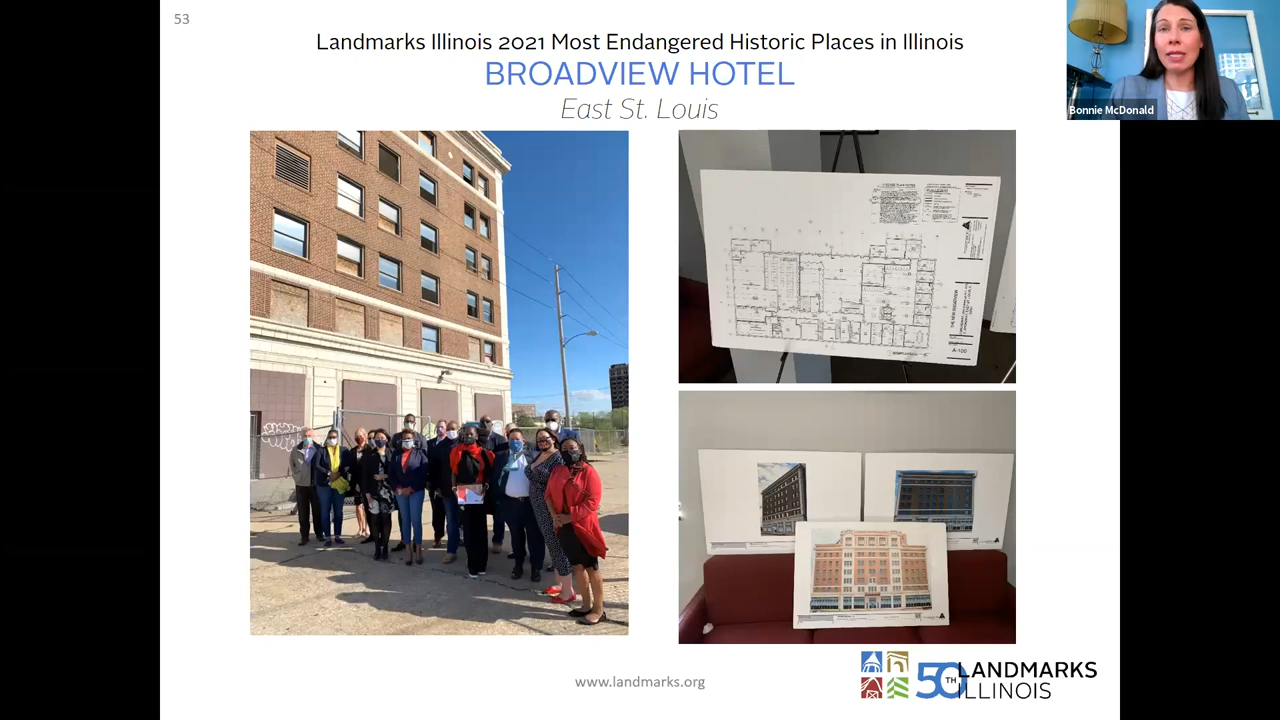 53
Landmarks Illinois 2021 Most Endangered Historic Places in Illinois
BROADVIEW HOTEL
East St. Louis
Bonnie McDonald
A-100
www.landmarks.org
50TH LANDMARKS
ILLINOIS